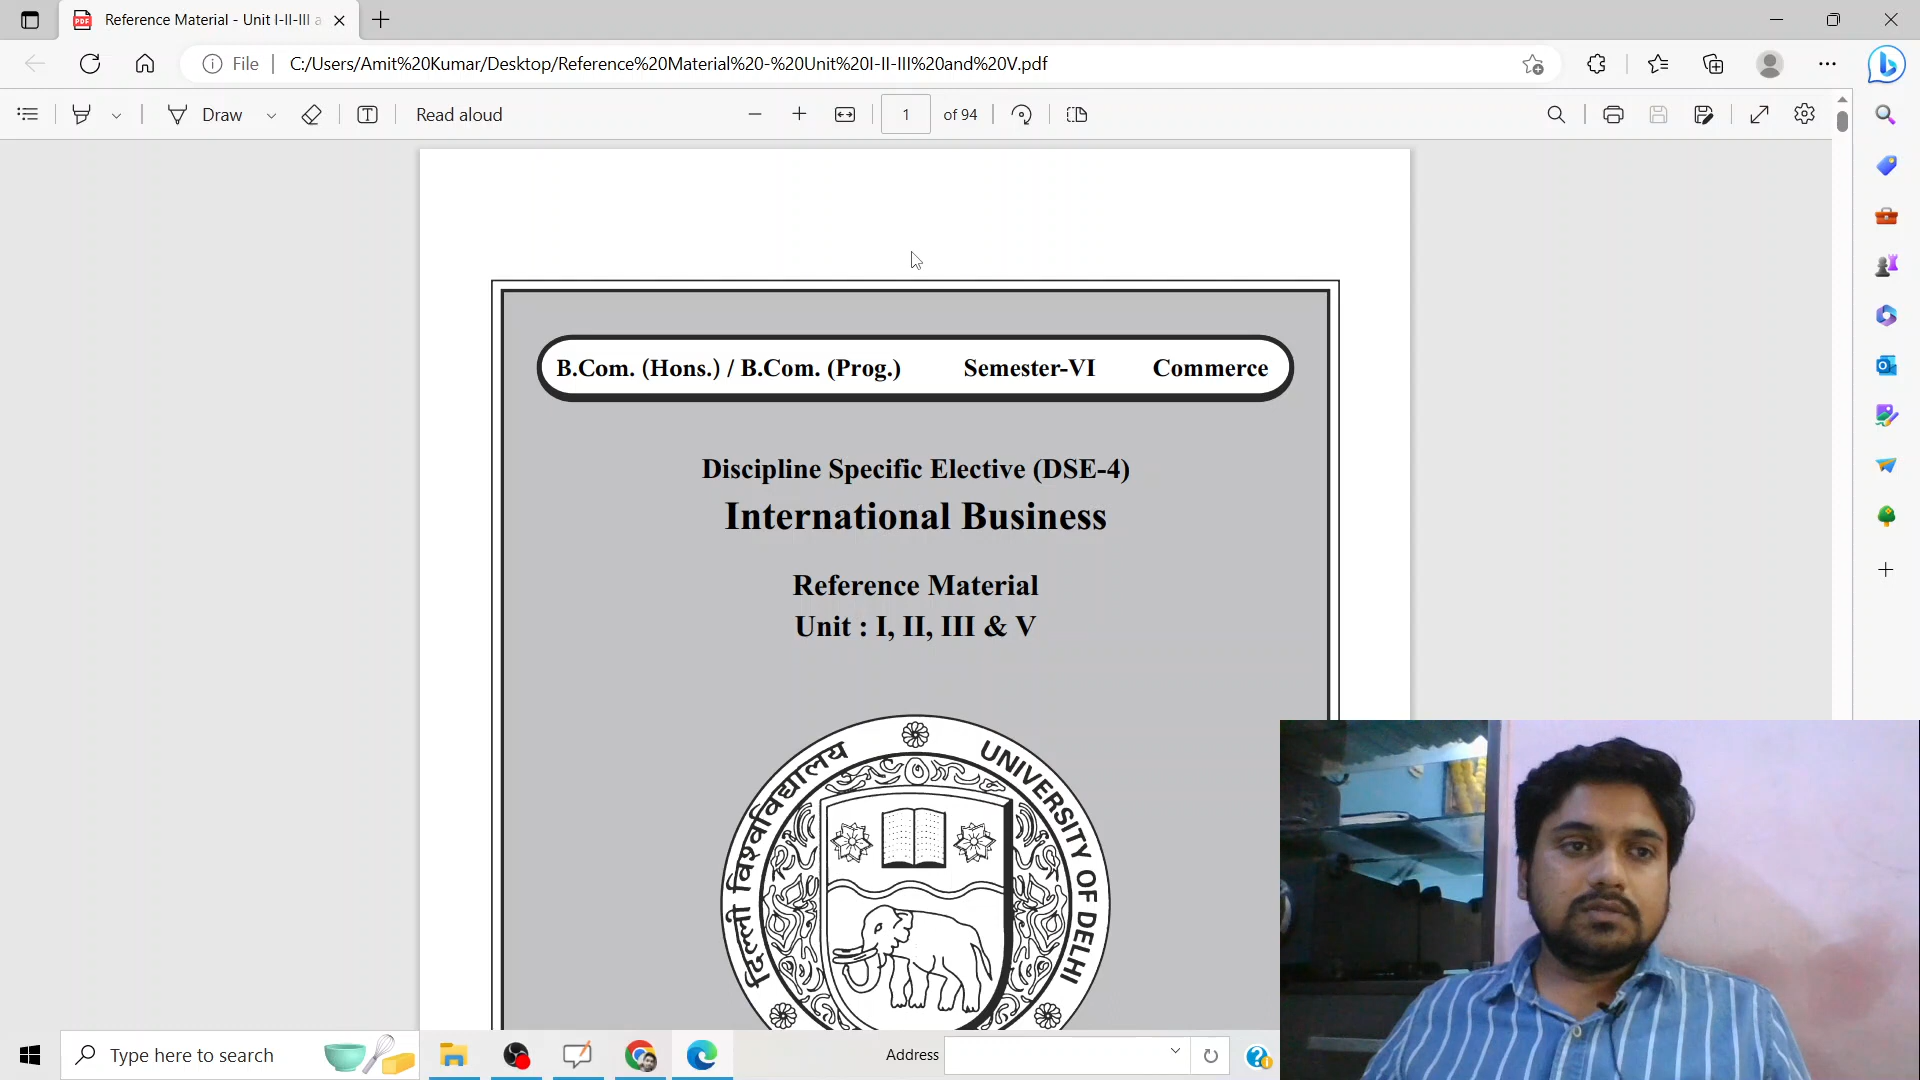 Reference Material - Unit I-II-III a
File
C:/Users/Amit%20Kumar/Desktop/Reference%20Material%20-%20Unit%20I-II-III%20and%20V.pdf
Draw
Read aloud
1 of 94
B.Com. (Hons.) / B.Com. (Prog.) Semester-VI Commerce
Discipline Specific Elective (DSE-4)
International Business
Reference Material
Unit : I, II, III & V
दिल्ली विश्वविद्यालय
UNIVERSITY OF DELHI
Type here to search
Address